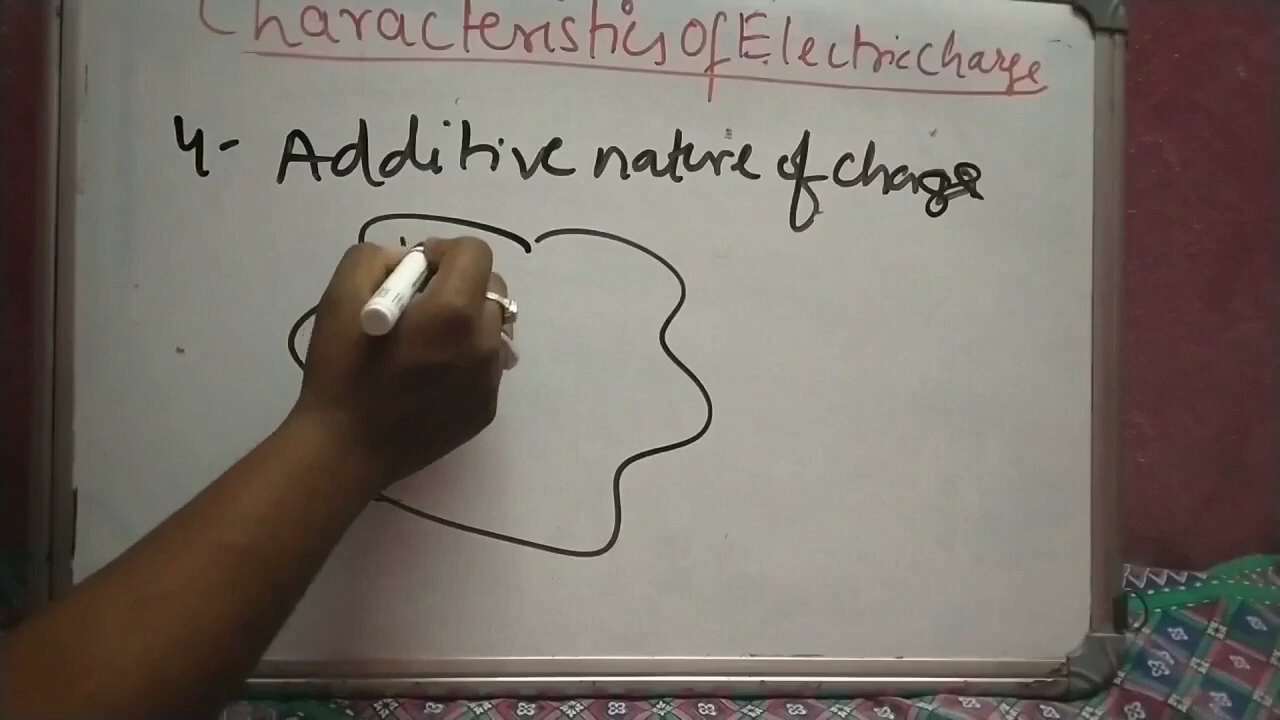 Characteristics Of Electric Charge
4- Additive nature of charge